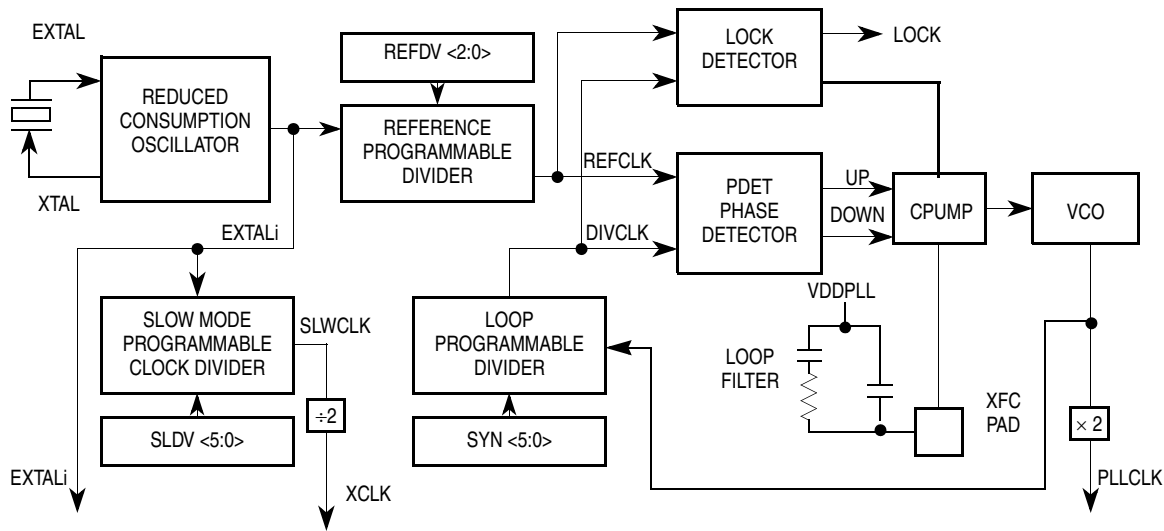 EXTAL
REDUCED
CONSUMPTION
OSCILLATOR
XTAL
REFDV <2:0>
REFERENCE
PROGRAMMABLE
DIVIDER
LOCK
DETECTOR
LOCK
REFCLK
PDET
PHASE
DETECTOR
UP
DOWN
CPUMP
VCO
EXTALi
DIVCLK
SLOW MODE
PROGRAMMABLE
CLOCK DIVIDER
SLWCLK
LOOP
PROGRAMMABLE
DIVIDER
VDDPLL
LOOP
FILTER
XFC
PAD
÷2
× 2
SLDV <5:0>
SYN <5:0>
EXTALi
XCLK
PLLCLK